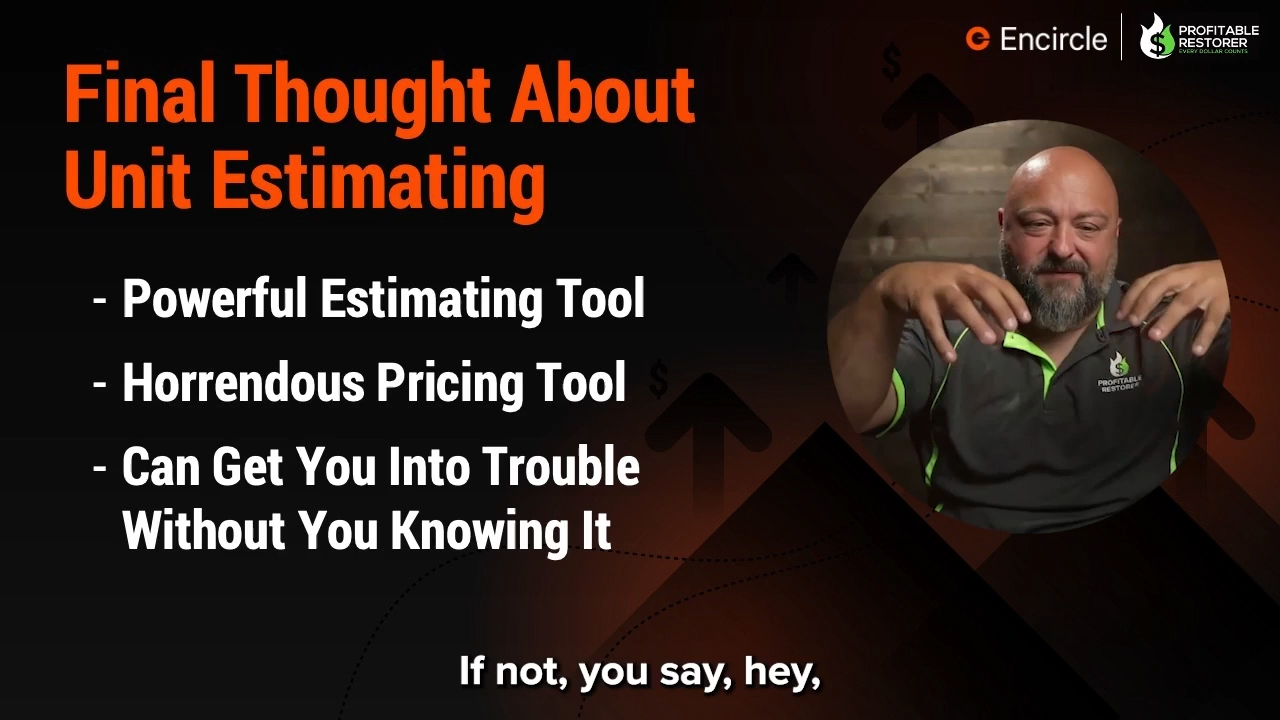 Encircle
PROFITABLE
RESTORER
EVERY DOLLAR COUNTS
Final Thought About
Unit Estimating
- Powerful Estimating Tool
- Horrendous Pricing Tool
- Can Get You Into Trouble
Without You Knowing It
PROFITABLE
RESTORER
If not, you say, hey,